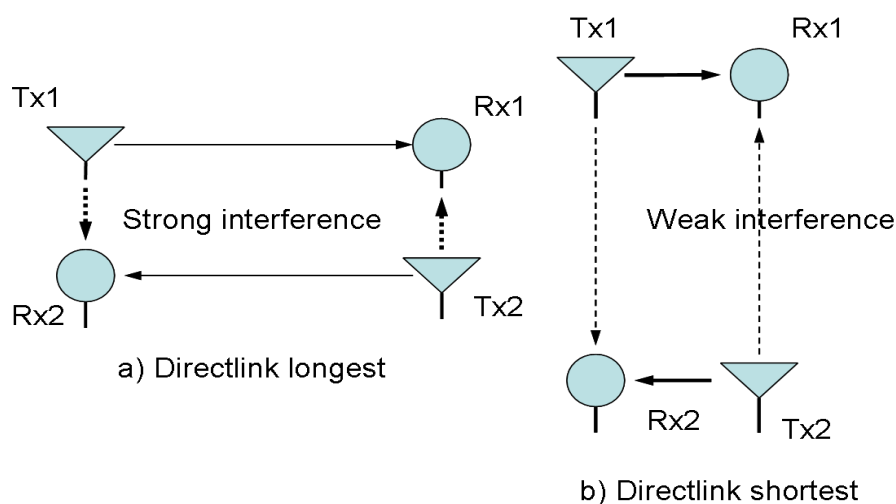 Tx1
Rx1
Strong interference
Rx2
Tx2
a) Directlink longest
Tx1
Rx1
Weak interference
Rx2
Tx2
b) Directlink shortest